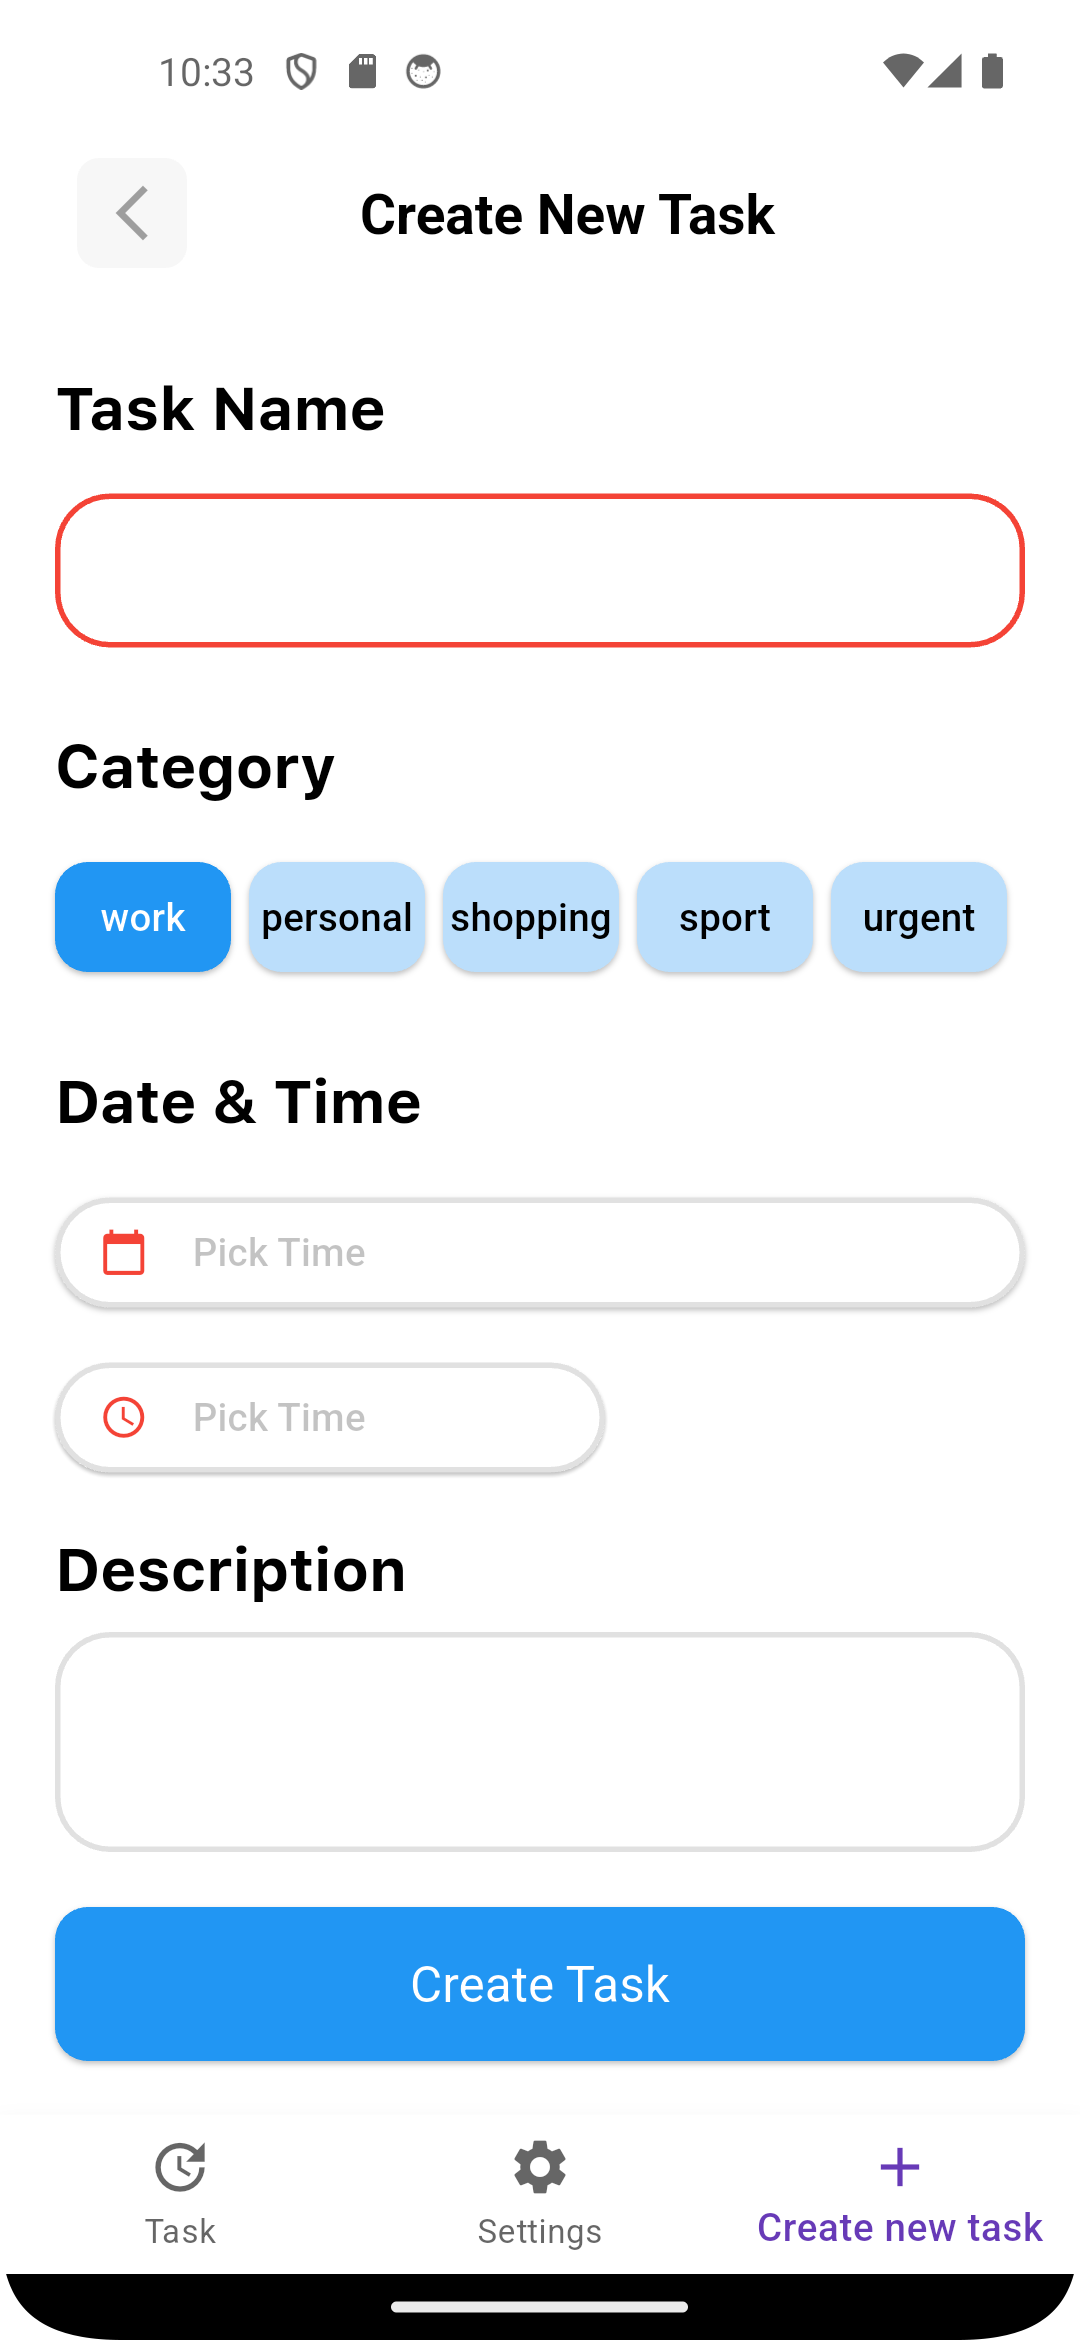 10:33
Create New Task
Task Name
Category
work personal shopping sport urgent
Date & Time
Pick Time
Pick Time
Description
Create Task
Task Settings Create new task